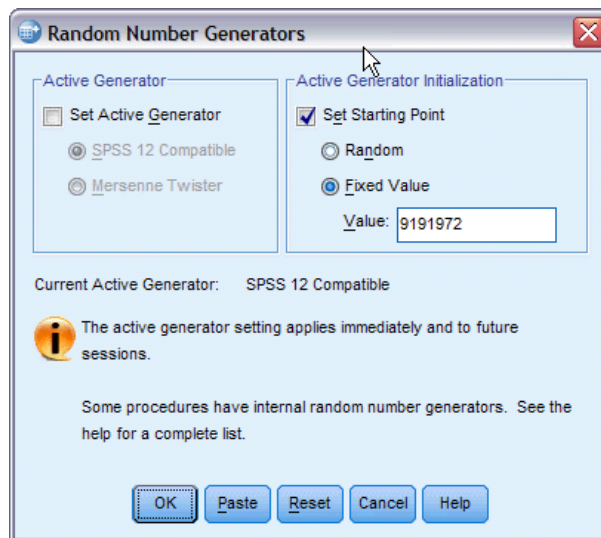 Random Number Generators
Active Generator
Set Active Generator
SPSS 12 Compatible
Mersenne Twister
Active Generator Initialization
Set Starting Point
Random
Fixed Value
Value: 9191972
Current Active Generator: SPSS 12 Compatible
The active generator setting applies immediately and to future
sessions.
Some procedures have internal random number generators. See the
help for a complete list.
OK Paste Reset Cancel Help